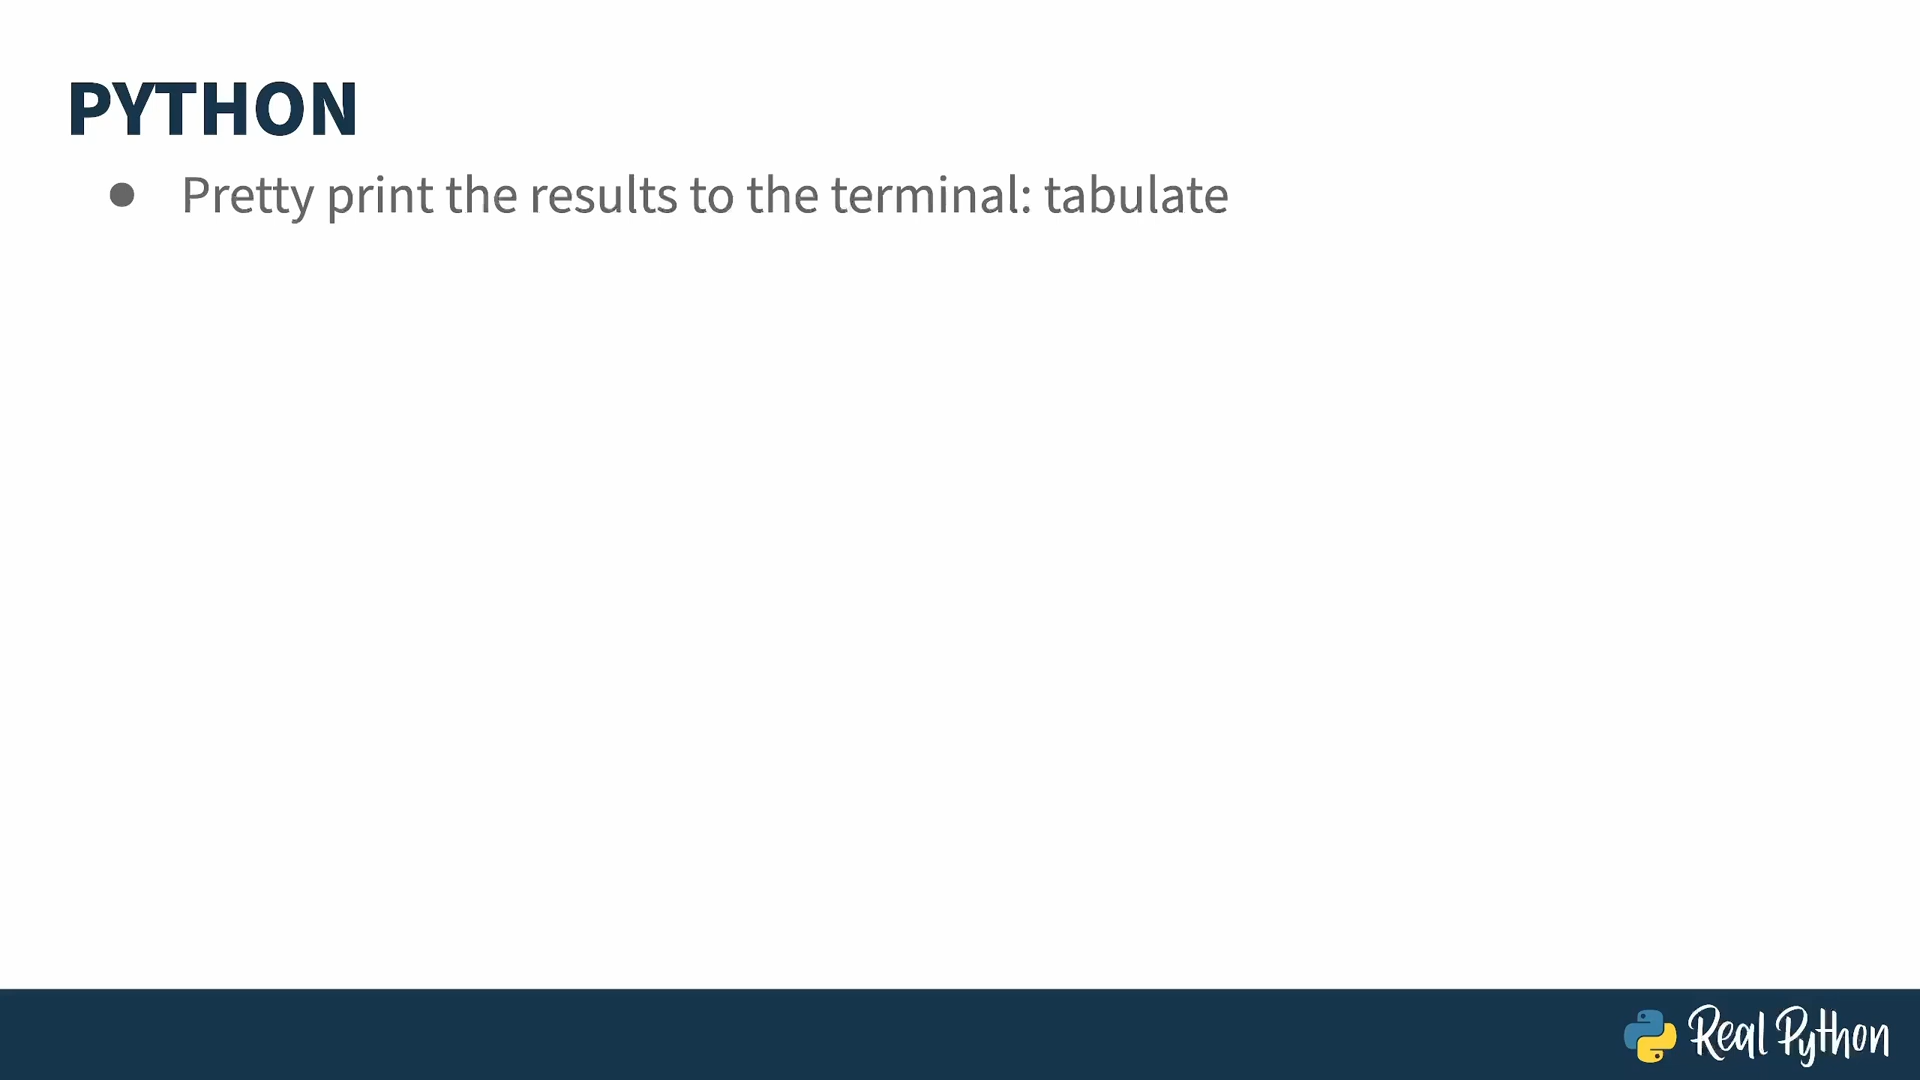 PYTHON
● Pretty print the results to the terminal: tabulate
Real Python